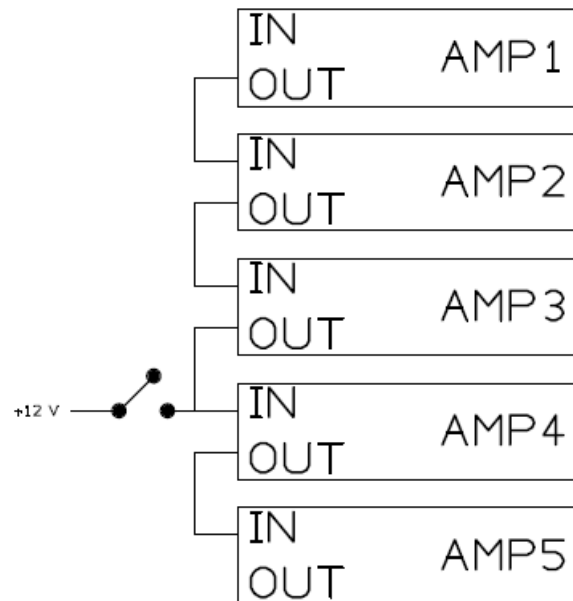 IN
OUT
AMP1
IN
OUT
AMP2
IN
OUT
AMP3
+12 V
IN
OUT
AMP4
IN
OUT
AMP5